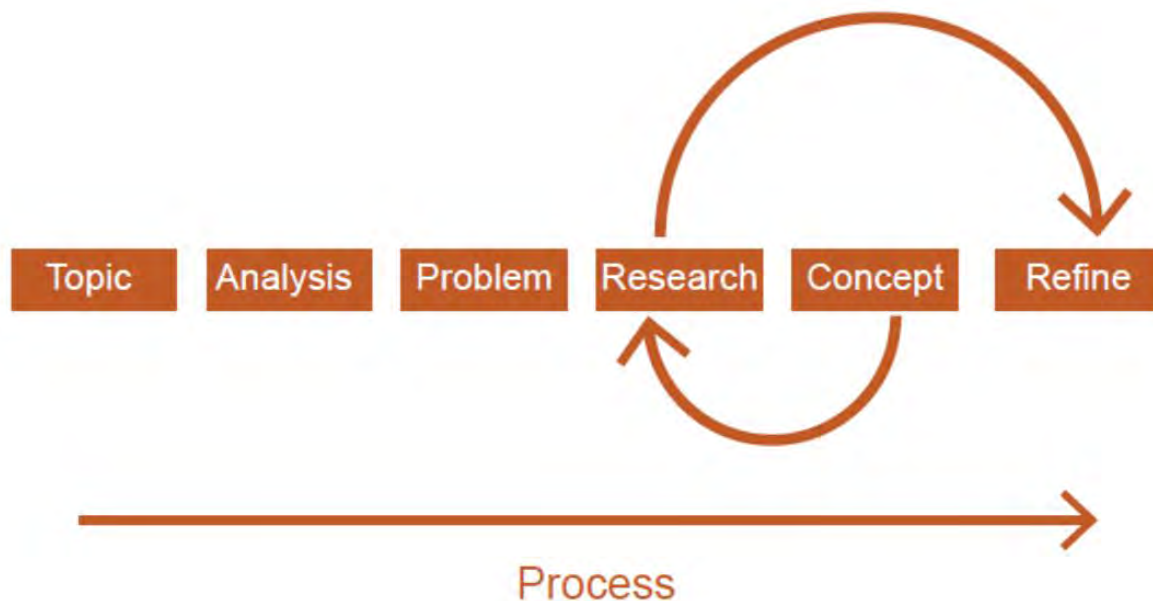 Topic
Analysis
Problem
Research
Concept
Refine
Process